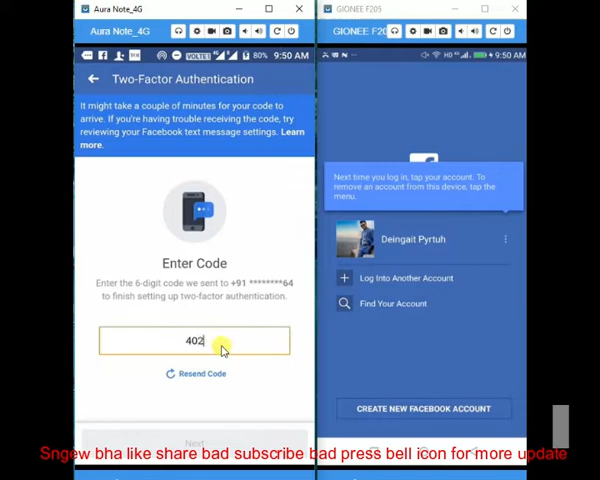 Aura Note_4G
Aura Note_4G
VOLTE1 80% 9:50 AM
Two-Factor Authentication
It might take a couple of minutes for your code to
arrive. If you're having trouble receiving the code, try
reviewing your Facebook text message settings. Learn
more.
Enter Code
Enter the 6-digit code we sent to +91 ********64
to finish setting up two-factor authentication.
402
Resend Code
Next
GIONEE F205
GIONEE F20
HD 9:50 AM
Next time you log in, tap your account. To
remove an account from this device, tap the
menu.
Deingait Pyrtuh
Log Into Another Account
Find Your Account
CREATE NEW FACEBOOK ACCOUNT
Sngew bha like share bad subscribe bad press bell icon for more update